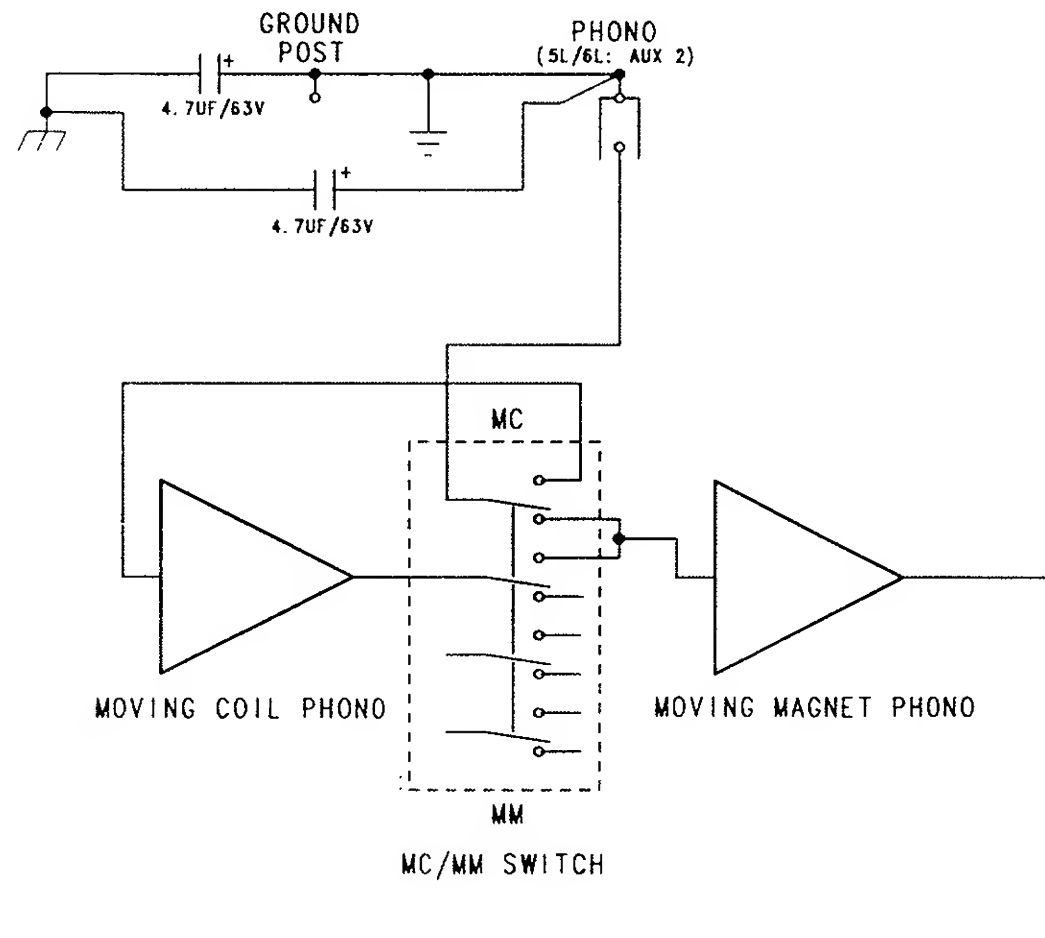 GROUND
POST
PHONO
(5L/6L: AUX 2)
+
4.7UF/63V
+
4.7UF/63V
MC
MOVING COIL PHONO
MOVING MAGNET PHONO
MM
MC/MM SWITCH